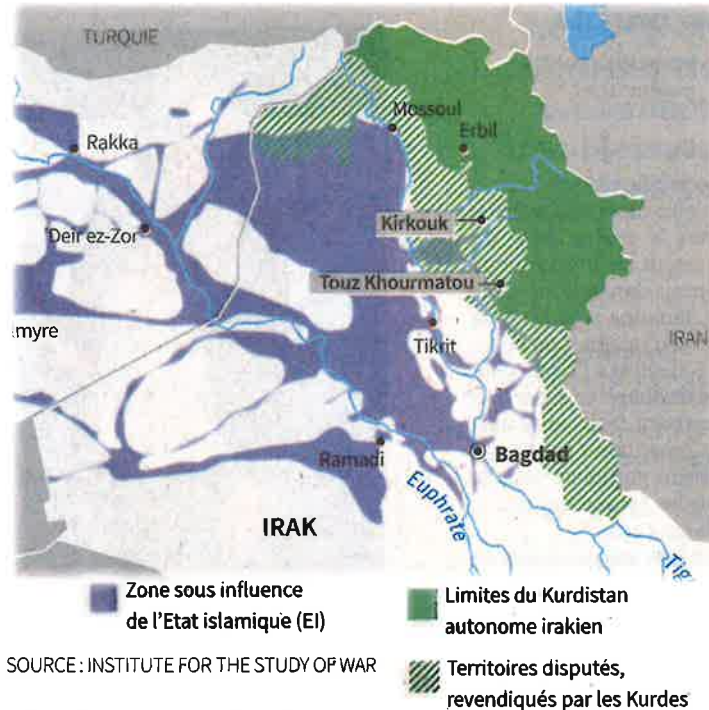 TURQUIE
Mossoul
Rakka
Erbil
Kirkouk
Deir ez-Zor
Touz Khourmatou
myre
Tikrit
IRAN
Ramadi
Bagdad
Euphrate
IRAK
Tig
Zone sous influence
de l'Etat islamique (EI)
Limites du Kurdistan
autonome irakien
SOURCE : INSTITUTE FOR THE STUDY OF WAR
Territoires disputés,
revendiqués par les Kurdes